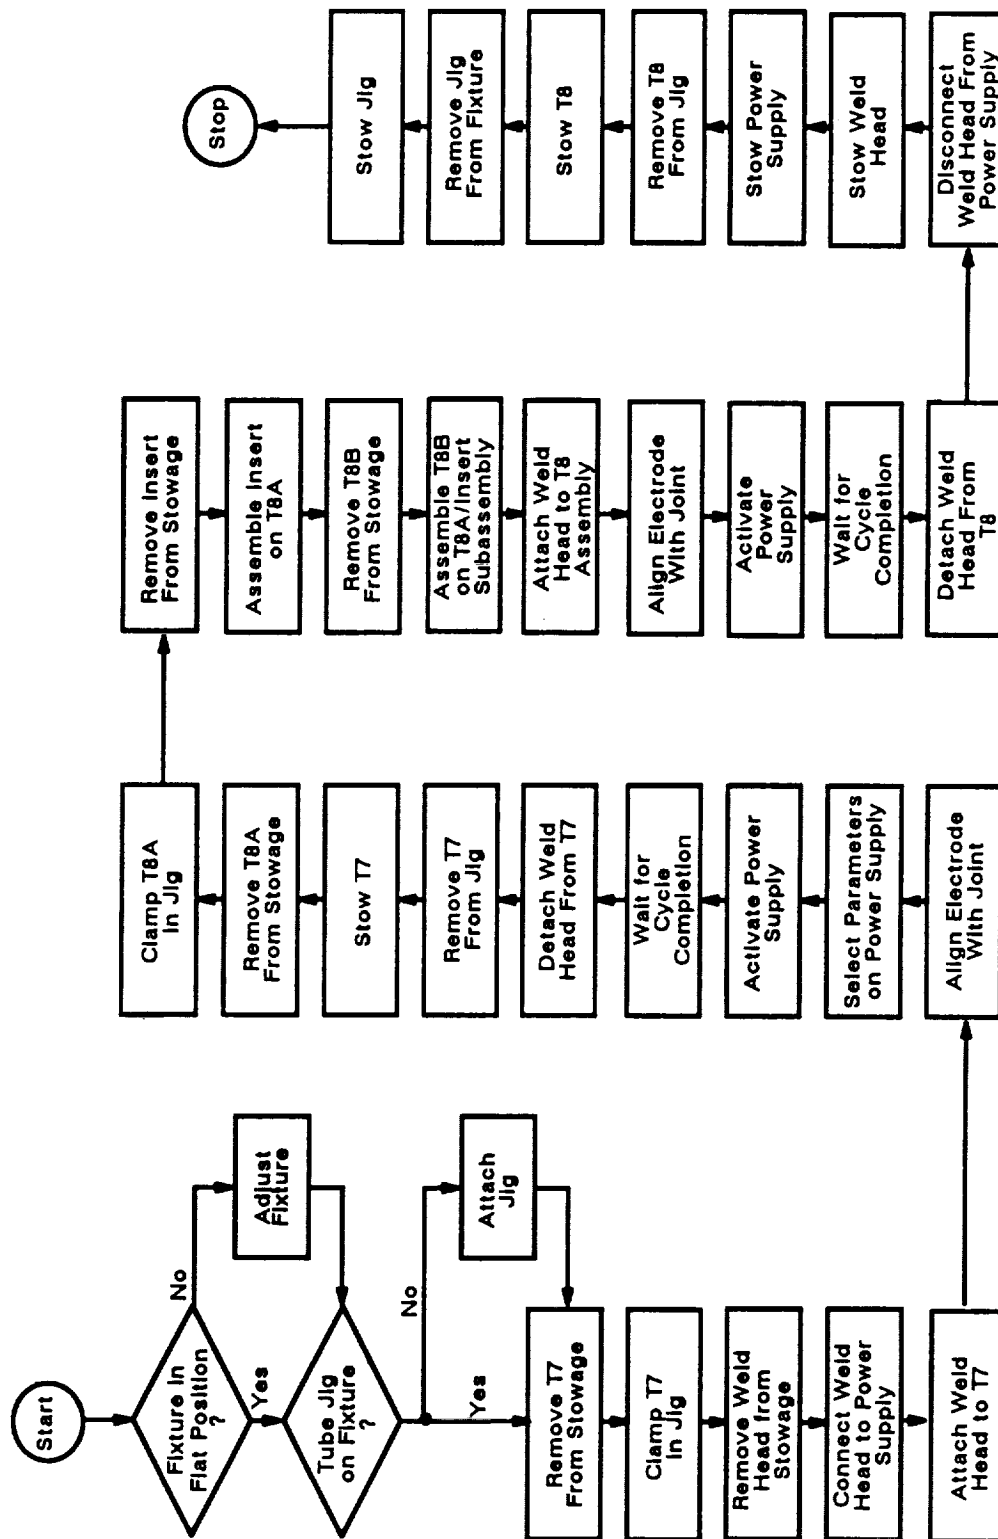 Start
Fixture In
Flat Position
?
No
Adjust
Fixture
Yes
Tube Jig
on Fixture
?
No
Attach
Jig
Yes
Remove T7
From Stowage
Clamp T7
In Jig
Remove Weld
Head from
Stowage
Connect Weld
Head to Power
Supply
Attach Weld
Head to T7
Align Electrode
With Joint
Select Parameters
on Power Supply
Activate Power
Supply
Wait for
Cycle
Completion
Detach Weld
Head From T7
Remove T7
From Jig
Stow T7
Remove T8A
From Stowage
Clamp T8A
In Jig
Remove Insert
From Stowage
Assemble Insert
on T8A
Remove T8B
From Stowage
Assemble T8B
on T8A/Insert
Subassembly
Attach Weld
Head to T8
Assembly
Align Electrode
With Joint
Activate
Power
Supply
Wait for
Cycle
Completion
Detach Weld
Head From
T8
Disconnect
Weld Head From
Power Supply
Stow Weld
Head
Stow Power
Supply
Remove T8
From Jig
Stow T8
Remove Jig
From Fixture
Stow Jig
Stop